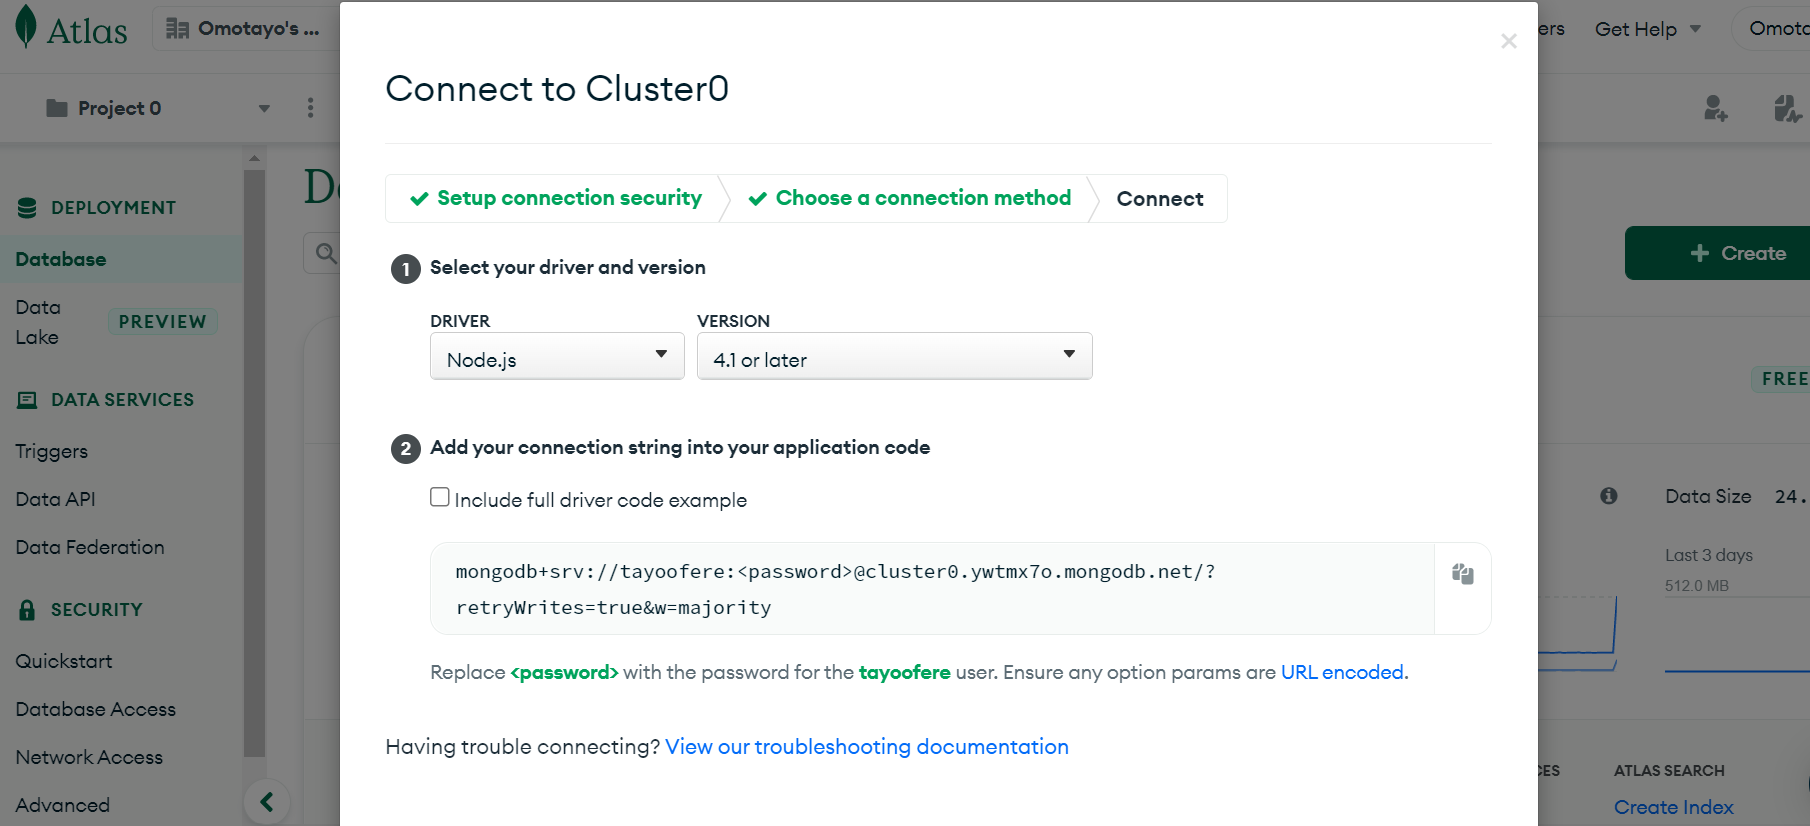 Atlas
Omotayo's ...
Get Help
Project 0
DEPLOYMENT
Database
Data
Lake
PREVIEW
DATA SERVICES
Triggers
Data API
Data Federation
SECURITY
Quickstart
Database Access
Network Access
Advanced
Connect to Cluster0
Setup connection security
Choose a connection method
Connect
1 Select your driver and version
DRIVER
VERSION
Node.js
4.1 or later
2 Add your connection string into your application code
Include full driver code example
mongodb+srv://tayoofere:<password>@cluster0.ywtmx7o.mongodb.net/?
retryWrites=true&w=majority
Replace <password> with the password for the tayoofere user. Ensure any option params are URL encoded.
Having trouble connecting? View our troubleshooting documentation
+ Create
FREE
Data Size 24.
Last 3 days
512.0 MB
ATLAS SEARCH
Create Index